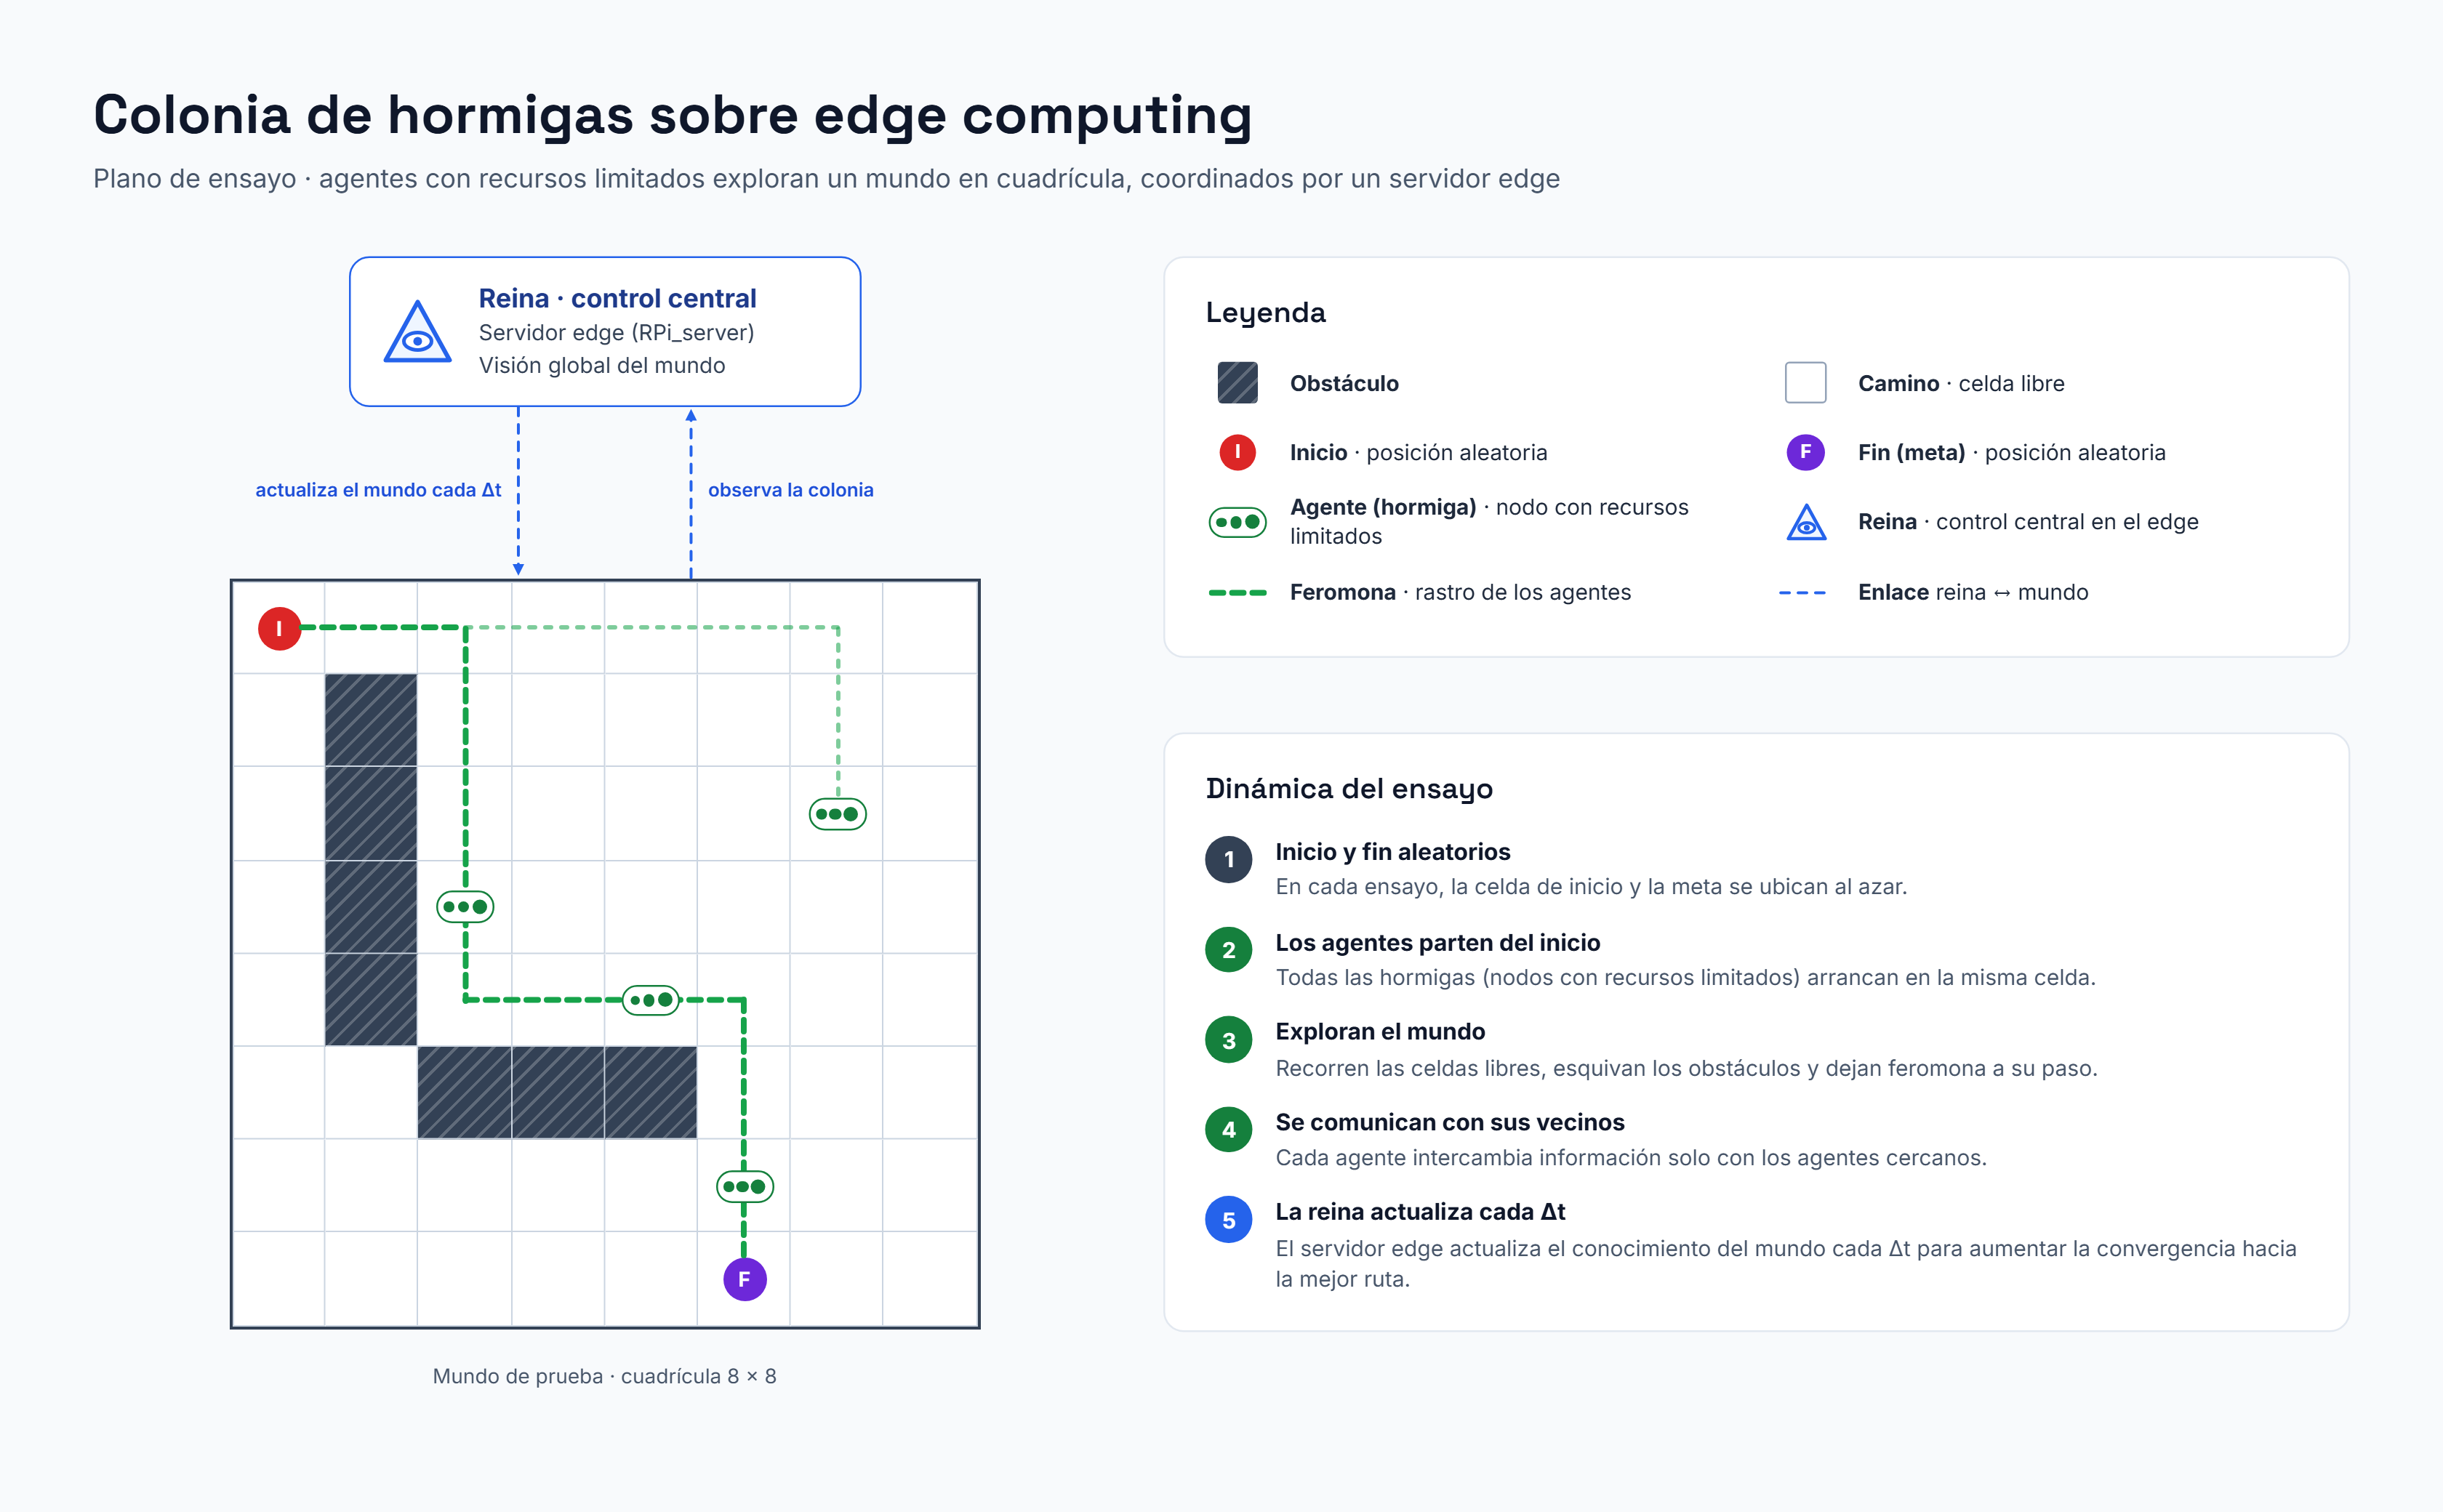 Colonia de hormigas sobre edge computing
Plano de ensayo · agentes con recursos limitados exploran un mundo en cuadrícula, coordinados por un servidor edge
Reina · control central
Servidor edge (RPi_server)
Visión global del mundo
actualiza el mundo cada Δt
observa la colonia
I
F
Mundo de prueba · cuadrícula 8 × 8
Leyenda
Obstáculo
Camino · celda libre
I
Inicio · posición aleatoria
F
Fin (meta) · posición aleatoria
Agente (hormiga) · nodo con recursos
limitados
Reina · control central en el edge
Feromona · rastro de los agentes
Enlace reina ↔ mundo
Dinámica del ensayo
1
Inicio y fin aleatorios
En cada ensayo, la celda de inicio y la meta se ubican al azar.
2
Los agentes parten del inicio
Todas las hormigas (nodos con recursos limitados) arrancan en la misma celda.
3
Exploran el mundo
Recorren las celdas libres, esquivan los obstáculos y dejan feromona a su paso.
4
Se comunican con sus vecinos
Cada agente intercambia información solo con los agentes cercanos.
5
La reina actualiza cada Δt
El servidor edge actualiza el conocimiento del mundo cada Δt para aumentar la convergencia hacia
la mejor ruta.